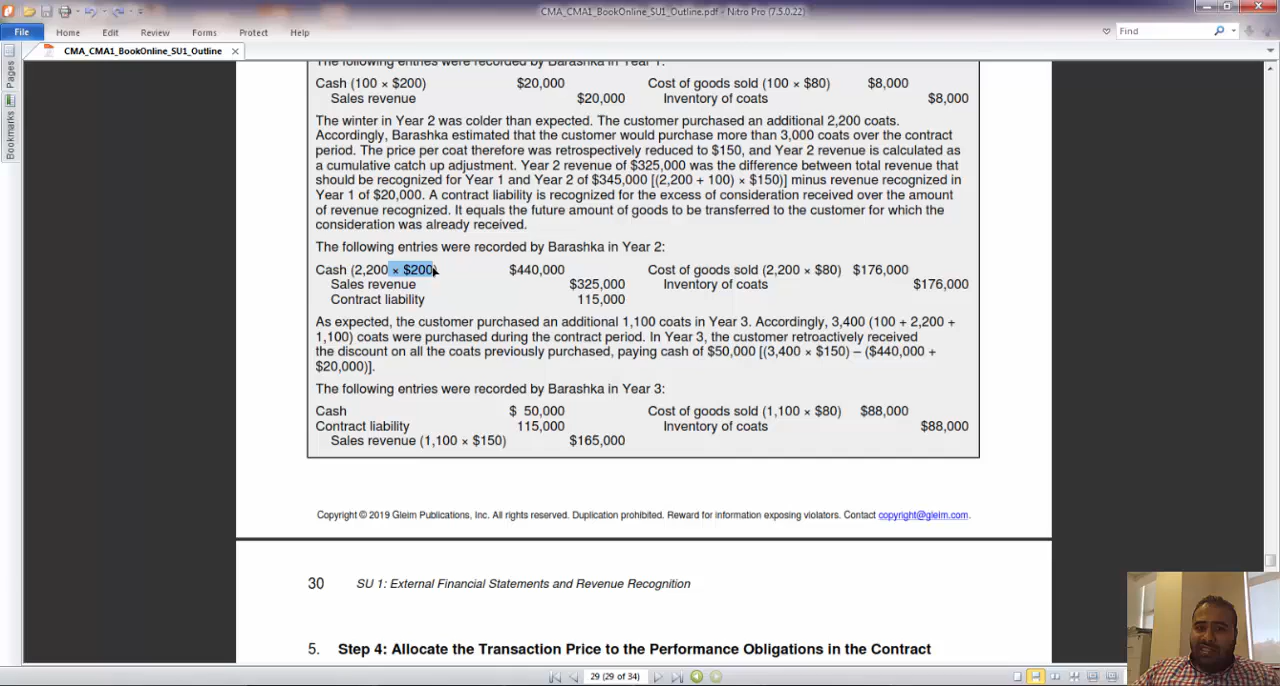 CMA_CMA1_BookOnline_SU1_Outline.pdf - Nitro Pro (7.5.0.22)
File Home Edit Review Forms Protect Help Find
CMA_CMA1_BookOnline_SU1_Outline
Pages
Bookmarks
The following entries were recorded by Barashka in Year 1:
Cash (100 × $200) $20,000 Cost of goods sold (100 × $80) $8,000
Sales revenue $20,000 Inventory of coats $8,000
The winter in Year 2 was colder than expected. The customer purchased an additional 2,200 coats.
Accordingly, Barashka estimated that the customer would purchase more than 3,000 coats over the contract
period. The price per coat therefore was retrospectively reduced to $150, and Year 2 revenue is calculated as
a cumulative catch up adjustment. Year 2 revenue of $325,000 was the difference between total revenue that
should be recognized for Year 1 and Year 2 of $345,000 [(2,200 + 100) × $150)] minus revenue recognized in
Year 1 of $20,000. A contract liability is recognized for the excess of consideration received over the amount
of revenue recognized. It equals the future amount of goods to be transferred to the customer for which the
consideration was already received.
The following entries were recorded by Barashka in Year 2:
Cash (2,200 × $200) $440,000 Cost of goods sold (2,200 × $80) $176,000
Sales revenue $325,000 Inventory of coats $176,000
Contract liability 115,000
As expected, the customer purchased an additional 1,100 coats in Year 3. Accordingly, 3,400 (100 + 2,200 +
1,100) coats were purchased during the contract period. In Year 3, the customer retroactively received
the discount on all the coats previously purchased, paying cash of $50,000 [(3,400 × $150) – ($440,000 +
$20,000)].
The following entries were recorded by Barashka in Year 3:
Cash $ 50,000 Cost of goods sold (1,100 × $80) $88,000
Contract liability 115,000 Inventory of coats $88,000
Sales revenue (1,100 × $150) $165,000
Copyright © 2019 Gleim Publications, Inc. All rights reserved. Duplication prohibited. Reward for information exposing violators. Contact copyright@gleim.com.
30 SU 1: External Financial Statements and Revenue Recognition
5. Step 4: Allocate the Transaction Price to the Performance Obligations in the Contract
29 (29 of 34)